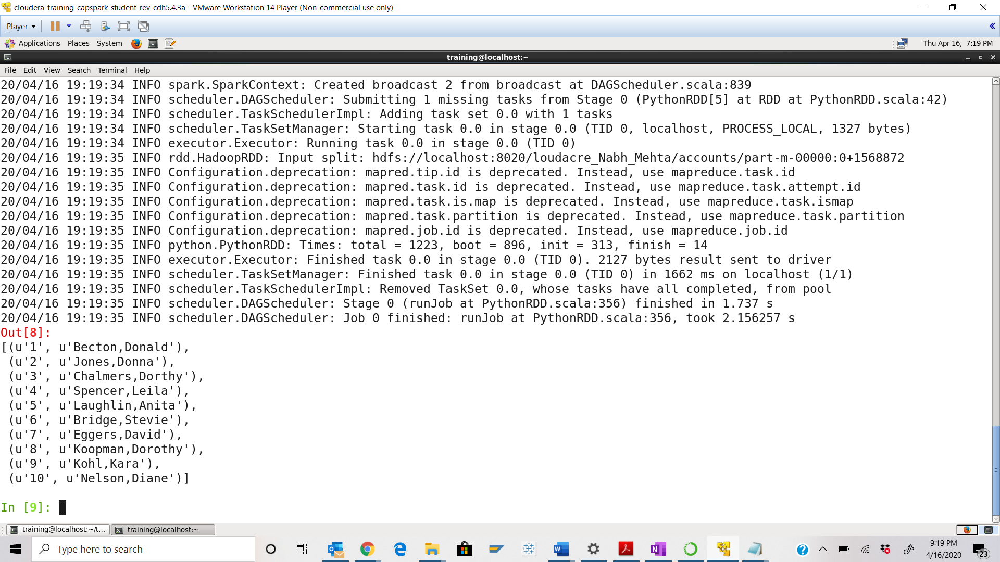 cloudera-training-capspark-student-rev_cdh5.4.3a - VMware Workstation 14 Player (Non-commercial use only)
Player
Applications Places System Thu Apr 16, 7:19 PM
training@localhost:~
File Edit View Search Terminal Help
20/04/16 19:19:34 INFO spark.SparkContext: Created broadcast 2 from broadcast at DAGScheduler.scala:839
20/04/16 19:19:34 INFO scheduler.DAGScheduler: Submitting 1 missing tasks from Stage 0 (PythonRDD[5] at RDD at PythonRDD.scala:42)
20/04/16 19:19:34 INFO scheduler.TaskSchedulerImpl: Adding task set 0.0 with 1 tasks
20/04/16 19:19:34 INFO scheduler.TaskSetManager: Starting task 0.0 in stage 0.0 (TID 0, localhost, PROCESS_LOCAL, 1327 bytes)
20/04/16 19:19:34 INFO executor.Executor: Running task 0.0 in stage 0.0 (TID 0)
20/04/16 19:19:35 INFO rdd.HadoopRDD: Input split: hdfs://localhost:8020/loudacre_Nabh_Mehta/accounts/part-m-00000:0+1568872
20/04/16 19:19:35 INFO Configuration.deprecation: mapred.tip.id is deprecated. Instead, use mapreduce.task.id
20/04/16 19:19:35 INFO Configuration.deprecation: mapred.task.id is deprecated. Instead, use mapreduce.task.attempt.id
20/04/16 19:19:35 INFO Configuration.deprecation: mapred.task.is.map is deprecated. Instead, use mapreduce.task.ismap
20/04/16 19:19:35 INFO Configuration.deprecation: mapred.task.partition is deprecated. Instead, use mapreduce.task.partition
20/04/16 19:19:35 INFO Configuration.deprecation: mapred.job.id is deprecated. Instead, use mapreduce.job.id
20/04/16 19:19:35 INFO python.PythonRDD: Times: total = 1223, boot = 896, init = 313, finish = 14
20/04/16 19:19:35 INFO executor.Executor: Finished task 0.0 in stage 0.0 (TID 0). 2127 bytes result sent to driver
20/04/16 19:19:35 INFO scheduler.TaskSetManager: Finished task 0.0 in stage 0.0 (TID 0) in 1662 ms on localhost (1/1)
20/04/16 19:19:35 INFO scheduler.TaskSchedulerImpl: Removed TaskSet 0.0, whose tasks have all completed, from pool
20/04/16 19:19:35 INFO scheduler.DAGScheduler: Stage 0 (runJob at PythonRDD.scala:356) finished in 1.737 s
20/04/16 19:19:35 INFO scheduler.DAGScheduler: Job 0 finished: runJob at PythonRDD.scala:356, took 2.156257 s
Out[8]:
[(u'1', u'Becton,Donald'),
(u'2', u'Jones,Donna'),
(u'3', u'Chalmers,Dorthy'),
(u'4', u'Spencer,Leila'),
(u'5', u'Laughlin,Anita'),
(u'6', u'Bridge,Stevie'),
(u'7', u'Eggers,David'),
(u'8', u'Koopman,Dorothy'),
(u'9', u'Kohl,Kara'),
(u'10', u'Nelson,Diane')]
In [9]:
training@localhost:~/t... training@localhost:~
Type here to search
9:19 PM
4/16/2020
23